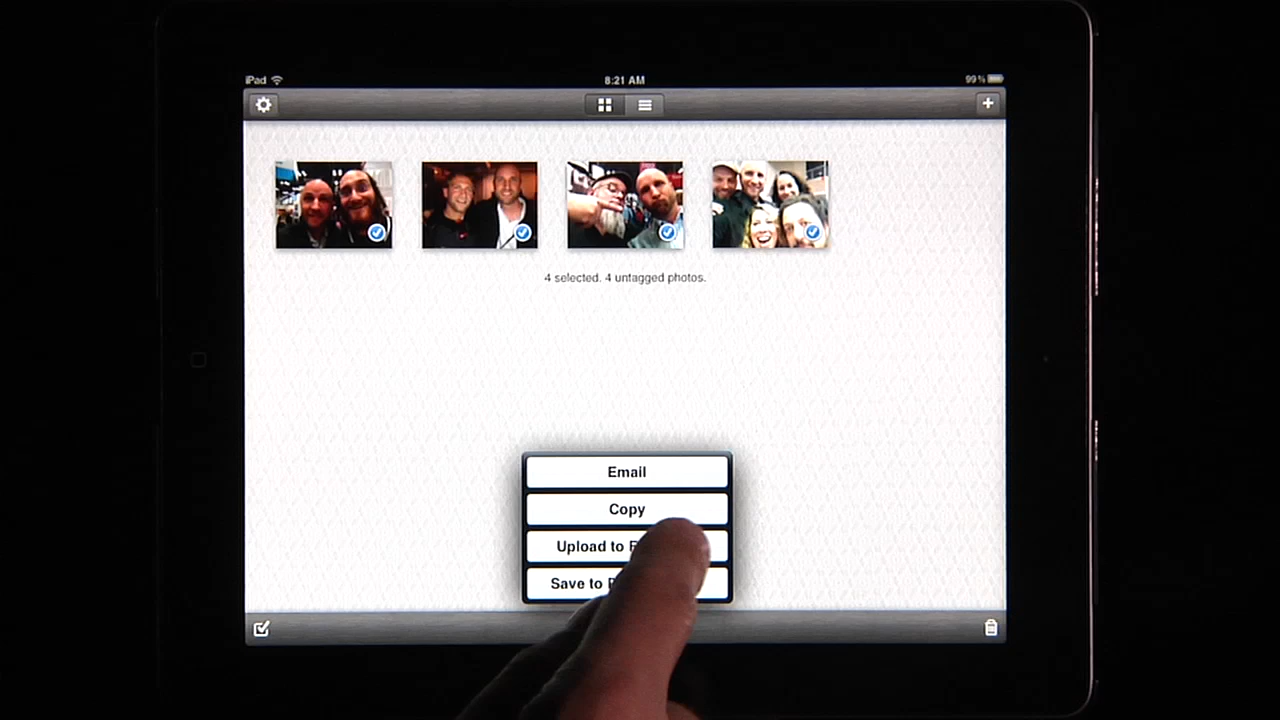 iPad
8:21 AM
99%
4 selected. 4 untagged photos.
Email
Copy
Upload to
Save to